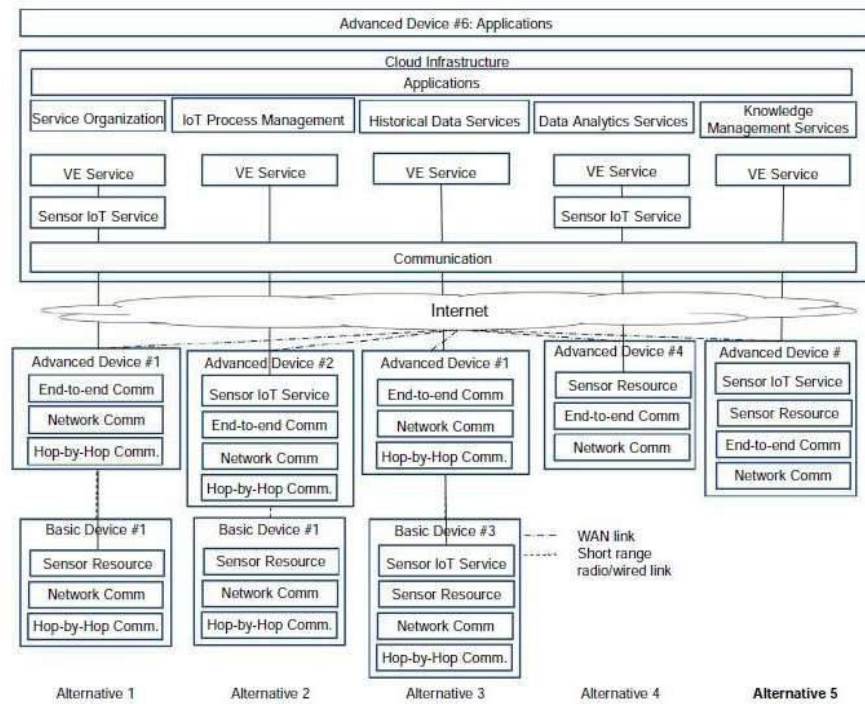 Advanced Device #6: Applications
Cloud Infrastructure
Applications
Service Organization
IoT Process Management
Historical Data Services
Data Analytics Services
Knowledge
Management Services
VE Service
VE Service
VE Service
VE Service
VE Service
Sensor IoT Service
Sensor IoT Service
Communication
Internet
Advanced Device #1
End-to-end Comm
Network Comm
Hop-by-Hop Comm.
Advanced Device #2
Sensor IoT Service
End-to-end Comm
Network Comm
Hop-by-Hop Comm.
Advanced Device #1
End-to-end Comm
Network Comm
Hop-by-Hop Comm.
Advanced Device #4
Sensor Resource
End-to-end Comm
Network Comm
Advanced Device #
Sensor IoT Service
Sensor Resource
End-to-end Comm
Network Comm
Basic Device #1
Sensor Resource
Network Comm
Hop-by-Hop Comm.
Basic Device #1
Sensor Resource
Network Comm
Hop-by-Hop Comm.
Basic Device #3
Sensor IoT Service
Sensor Resource
Network Comm
Hop-by-Hop Comm.
WAN link
Short range
radio/wired link
Alternative 1
Alternative 2
Alternative 3
Alternative 4
Alternative 5